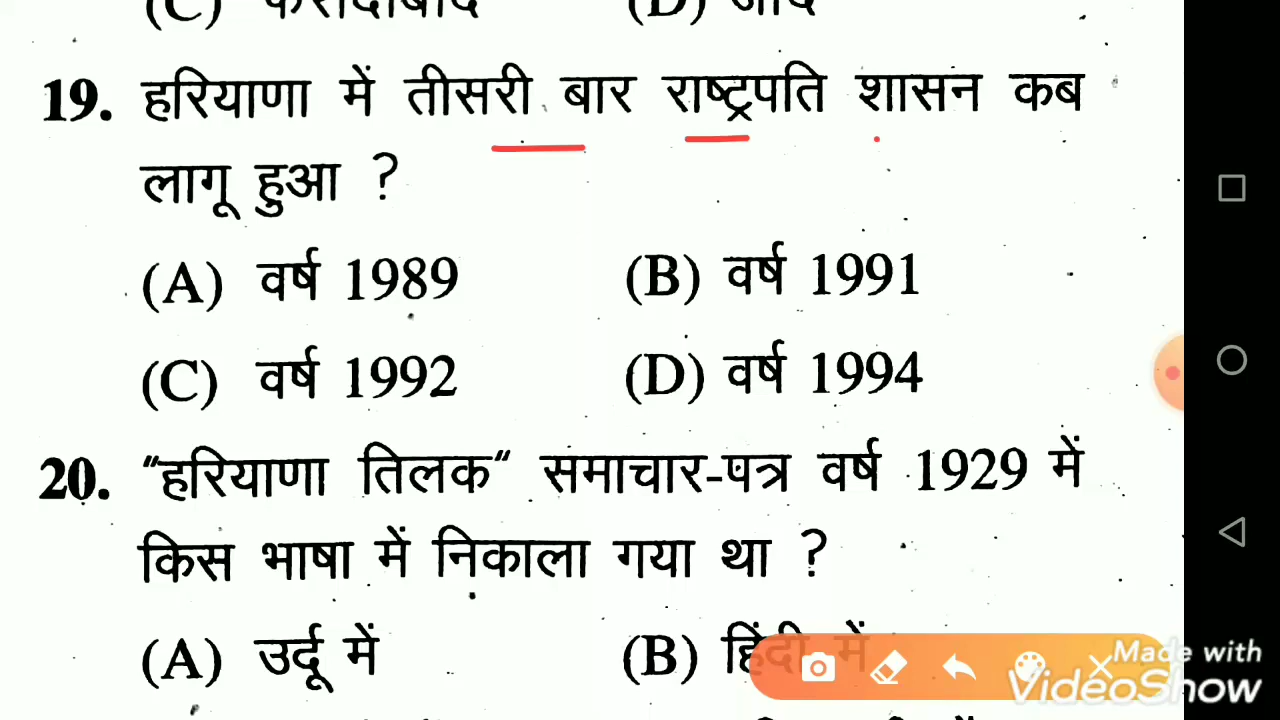 (C) फरीदाबाद (D) जींद
19. हरियाणा में तीसरी बार राष्ट्रपति शासन कब
लागू हुआ ?
(A) वर्ष 1989 (B) वर्ष 1991
(C) वर्ष 1992 (D) वर्ष 1994
20. "हरियाणा तिलक" समाचार-पत्र वर्ष 1929 में
किस भाषा में निकाला गया था ?
(A) उर्दू में (B) हिंदी में
Made with
VideoShow